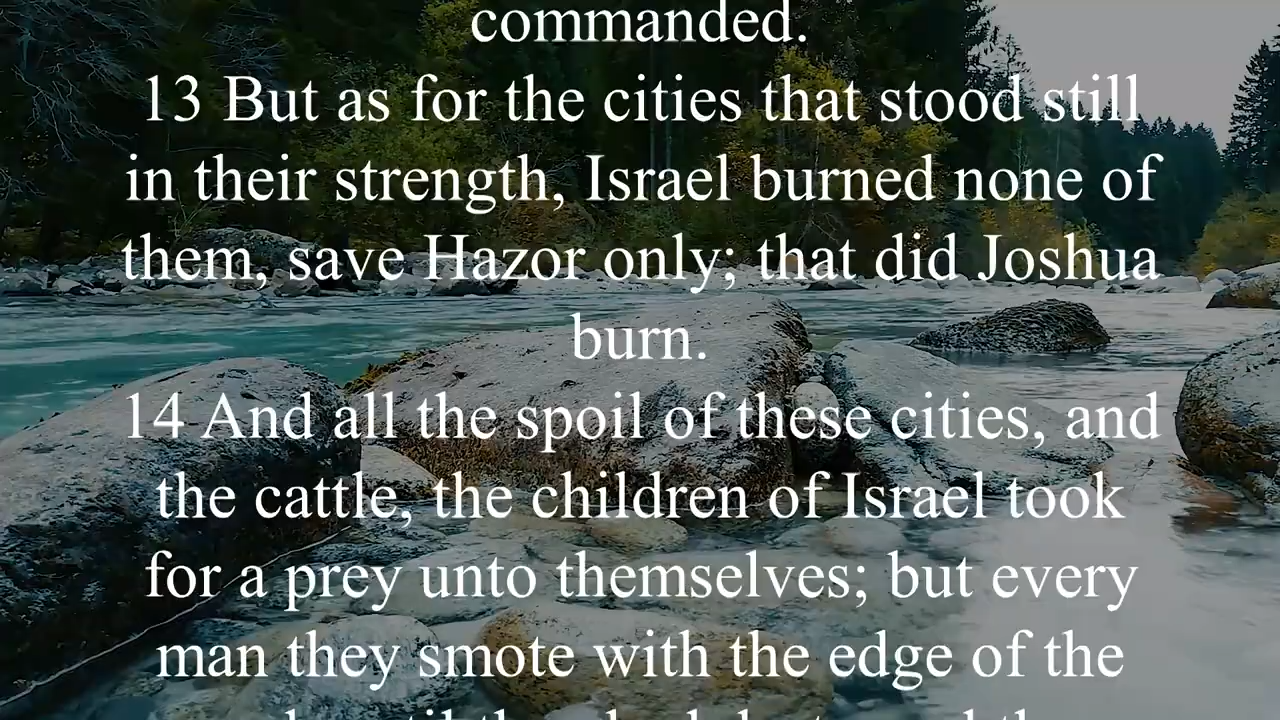 commanded.
13 But as for the cities that stood still
in their strength, Israel burned none of
them, save Hazor only; that did Joshua
burn.
14 And all the spoil of these cities, and
the cattle, the children of Israel took
for a prey unto themselves; but every
man they smote with the edge of the